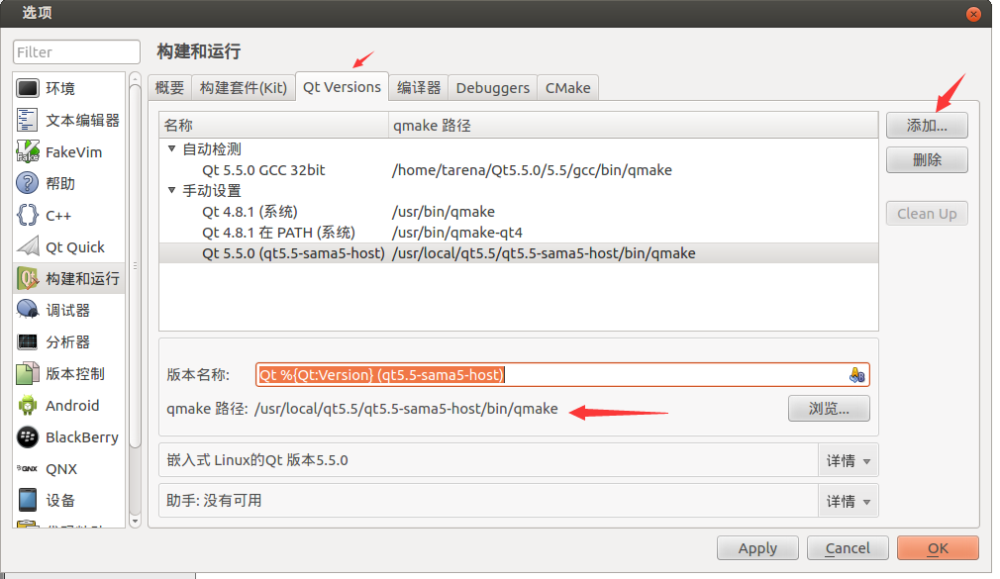 选项
Filter
构建和运行
环境
文本编辑器
FakeVim
帮助
C++
Qt Quick
构建和运行
调试器
分析器
版本控制
Android
BlackBerry
QNX
设备
概要 构建套件(Kit) Qt Versions 编译器 Debuggers CMake
名称 qmake 路径
自动检测
Qt 5.5.0 GCC 32bit /home/tarena/Qt5.5.0/5.5/gcc/bin/qmake
手动设置
Qt 4.8.1 (系统) /usr/bin/qmake
Qt 4.8.1 在 PATH (系统) /usr/bin/qmake-qt4
Qt 5.5.0 (qt5.5-sama5-host) /usr/local/qt5.5/qt5.5-sama5-host/bin/qmake
添加...
删除
Clean Up
版本名称: Qt %{Qt:Version} (qt5.5-sama5-host)
qmake 路径: /usr/local/qt5.5/qt5.5-sama5-host/bin/qmake 浏览...
嵌入式 Linux的Qt 版本5.5.0 详情
助手: 没有可用 详情
Apply Cancel OK